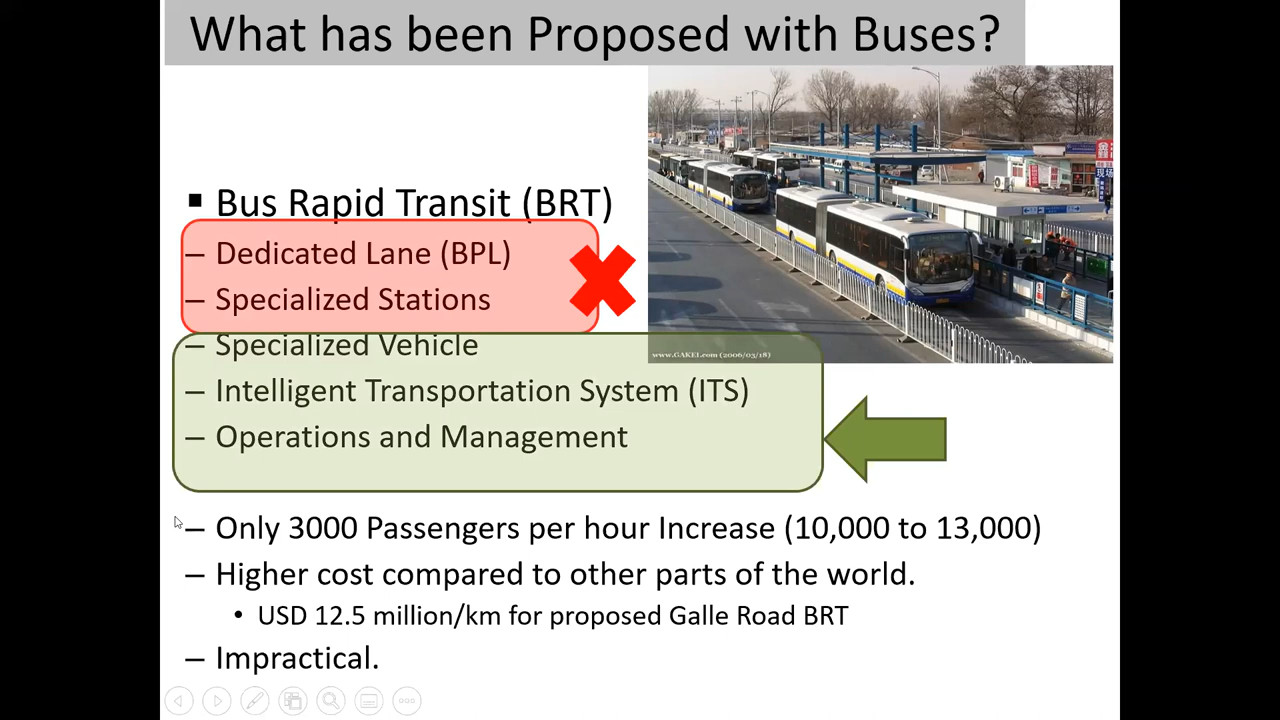 What has been Proposed with Buses?
▪ Bus Rapid Transit (BRT)
– Dedicated Lane (BPL)
– Specialized Stations
– Specialized Vehicle
– Intelligent Transportation System (ITS)
– Operations and Management
– Only 3000 Passengers per hour Increase (10,000 to 13,000)
– Higher cost compared to other parts of the world.
• USD 12.5 million/km for proposed Galle Road BRT
– Impractical.
www.GAKEI.com (2006/03/18)